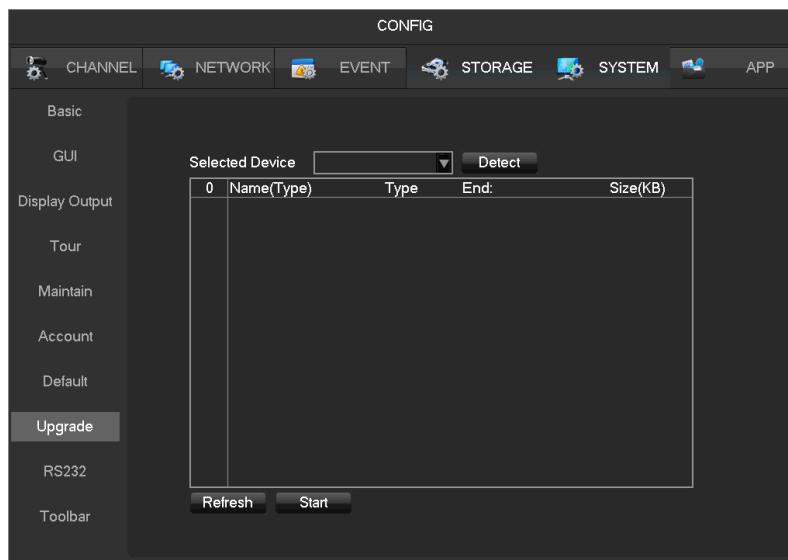 CONFIG
CHANNEL NETWORK EVENT STORAGE SYSTEM APP
Basic
GUI
Display Output
Tour
Maintain
Account
Default
Upgrade
RS232
Toolbar
Selected Device Detect
0 Name(Type) Type End: Size(KB)
Refresh Start